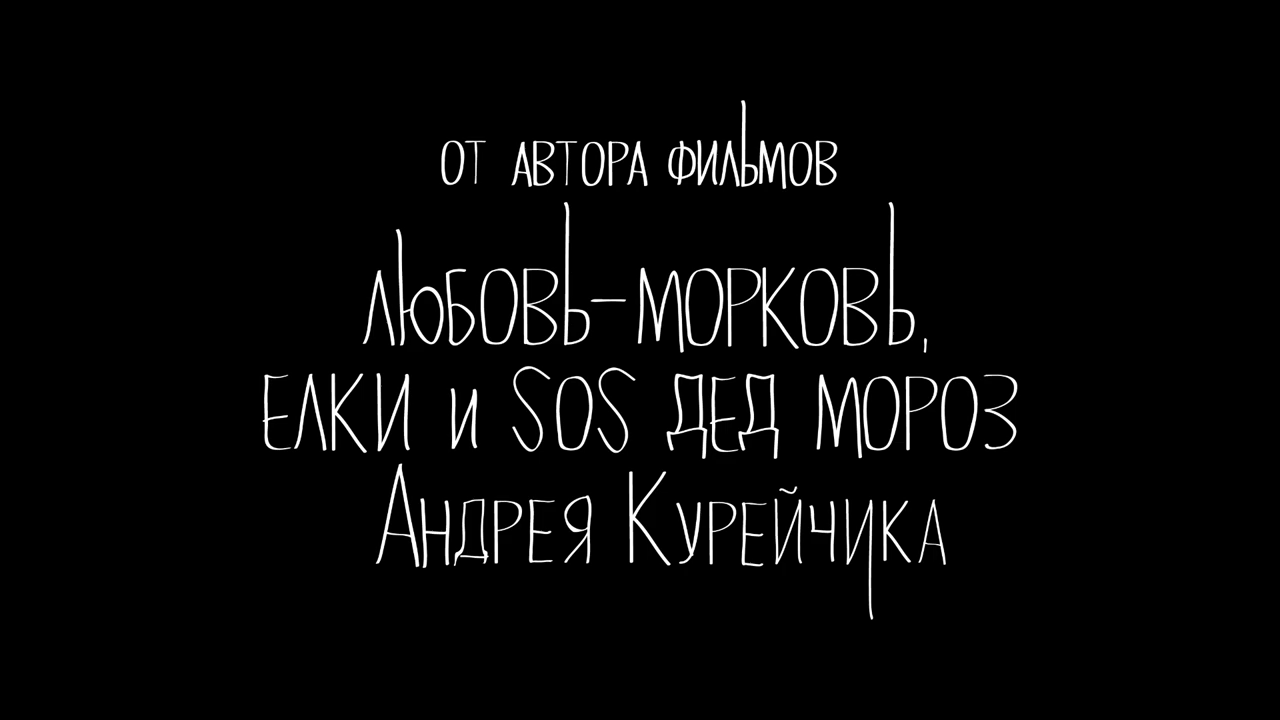 от автора фильмов
Любовь-морковь,
Елки и SOS Дед Мороз
Андрея Курейчика